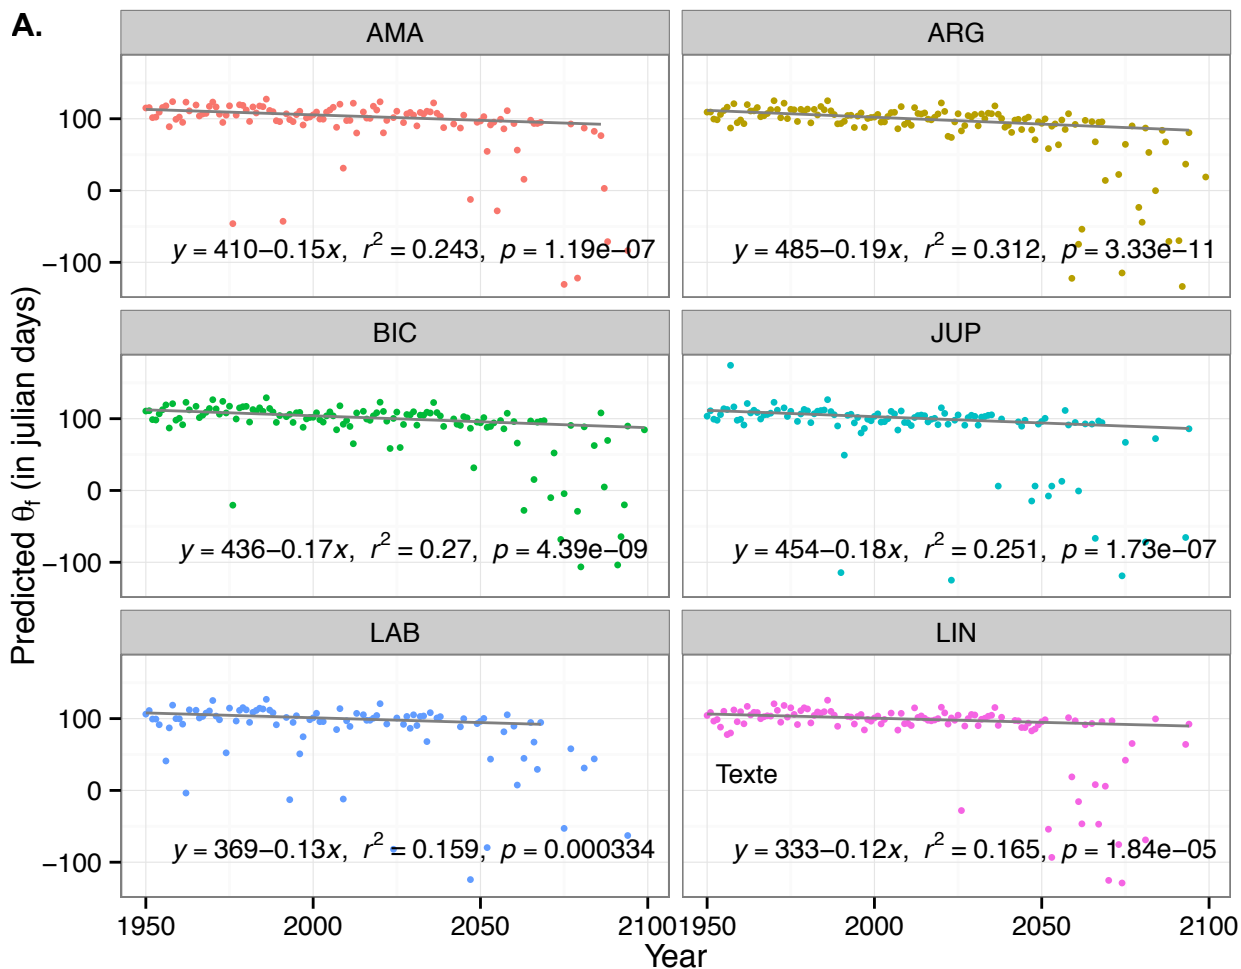 A.
AMA
ARG
100
0
−100
y = 410−0.15x, r² = 0.243, p = 1.19e−07
y = 485−0.19x, r² = 0.312, p = 3.33e−11
BIC
JUP
100
0
−100
y = 436−0.17x, r² = 0.27, p = 4.39e−09
y = 454−0.18x, r² = 0.251, p = 1.73e−07
LAB
LIN
100
0
−100
Texte
y = 369−0.13x, r² = 0.159, p = 0.000334
y = 333−0.12x, r² = 0.165, p = 1.84e−05
1950 2000 2050 2100
1950 2000 2050 2100
Year
Predicted θf (in julian days)